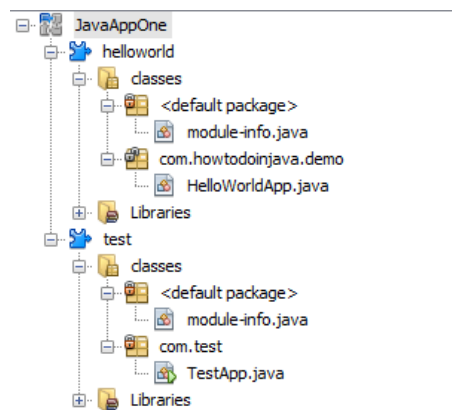 JavaAppOne
helloworld
classes
<default package>
module-info.java
com.howtodoinjava.demo
HelloWorldApp.java
Libraries
test
classes
<default package>
module-info.java
com.test
TestApp.java
Libraries